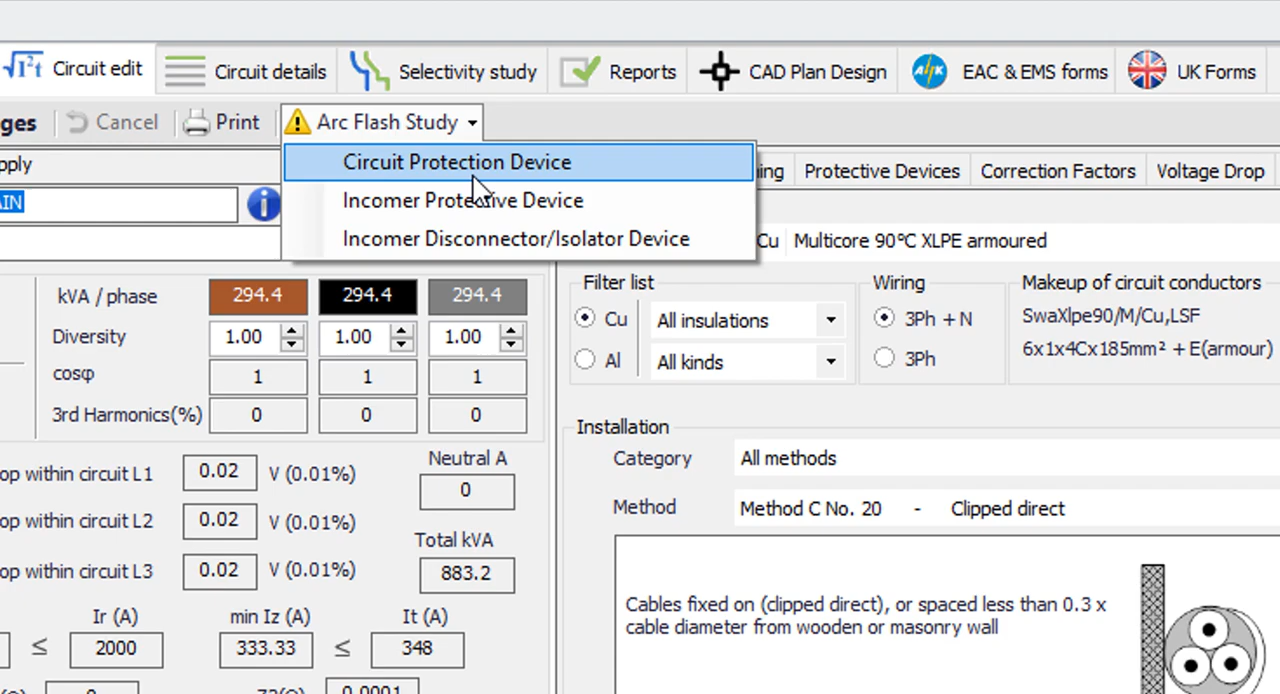 √I²t Circuit edit
Circuit details
Selectivity study
Reports
CAD Plan Design
EAC & EMS forms
UK Forms
ges
Cancel
Print
Arc Flash Study
Circuit Protection Device
Incomer Protective Device
Incomer Disconnector/Isolator Device
pply
AIN
ing
Protective Devices
Correction Factors
Voltage Drop
Cu
Multicore 90°C XLPE armoured
kVA / phase 294.4 294.4 294.4
Diversity 1.00 1.00 1.00
cosφ 1 1 1
3rd Harmonics(%) 0 0 0
op within circuit L1 0.02 V (0.01%)
Neutral A
0
op within circuit L2 0.02 V (0.01%)
Total kVA
883.2
op within circuit L3 0.02 V (0.01%)
Ir (A) min Iz (A) It (A)
≤ 2000 333.33 ≤ 348
0.0001
Filter list
Cu All insulations
Al All kinds
Wiring
3Ph + N
3Ph
Makeup of circuit conductors
SwaXlpe90/M/Cu,LSF
6x1x4Cx185mm² + E(armour)
Installation
Category All methods
Method Method C No. 20 - Clipped direct
Cables fixed on (clipped direct), or spaced less than 0.3 x
cable diameter from wooden or masonry wall